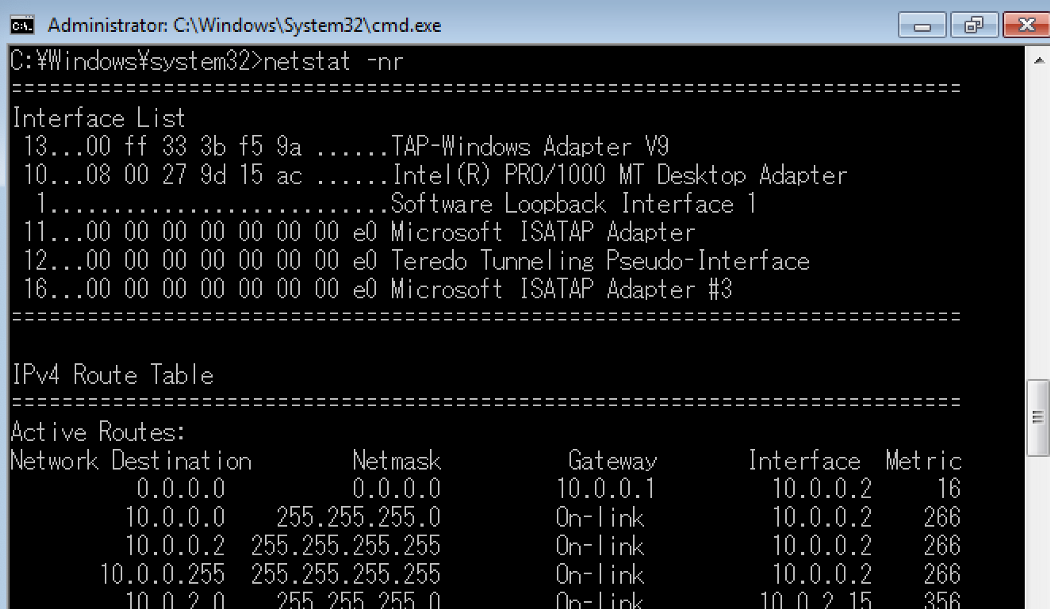 Administrator: C:\Windows\System32\cmd.exe
C:¥Windows¥system32>netstat -nr
===========================================================================
Interface List
13...00 ff 33 3b f5 9a ......TAP-Windows Adapter V9
10...08 00 27 9d 15 ac ......Intel(R) PRO/1000 MT Desktop Adapter
1...........................Software Loopback Interface 1
11...00 00 00 00 00 00 00 e0 Microsoft ISATAP Adapter
12...00 00 00 00 00 00 00 e0 Teredo Tunneling Pseudo-Interface
16...00 00 00 00 00 00 00 e0 Microsoft ISATAP Adapter #3
===========================================================================
IPv4 Route Table
===========================================================================
Active Routes:
Network Destination Netmask Gateway Interface Metric
0.0.0.0 0.0.0.0 10.0.0.1 10.0.0.2 16
10.0.0.0 255.255.255.0 On-link 10.0.0.2 266
10.0.0.2 255.255.255.255 On-link 10.0.0.2 266
10.0.0.255 255.255.255.255 On-link 10.0.0.2 266
10.0.2.0 255.255.255.0 On-link 10.0.2.15 356